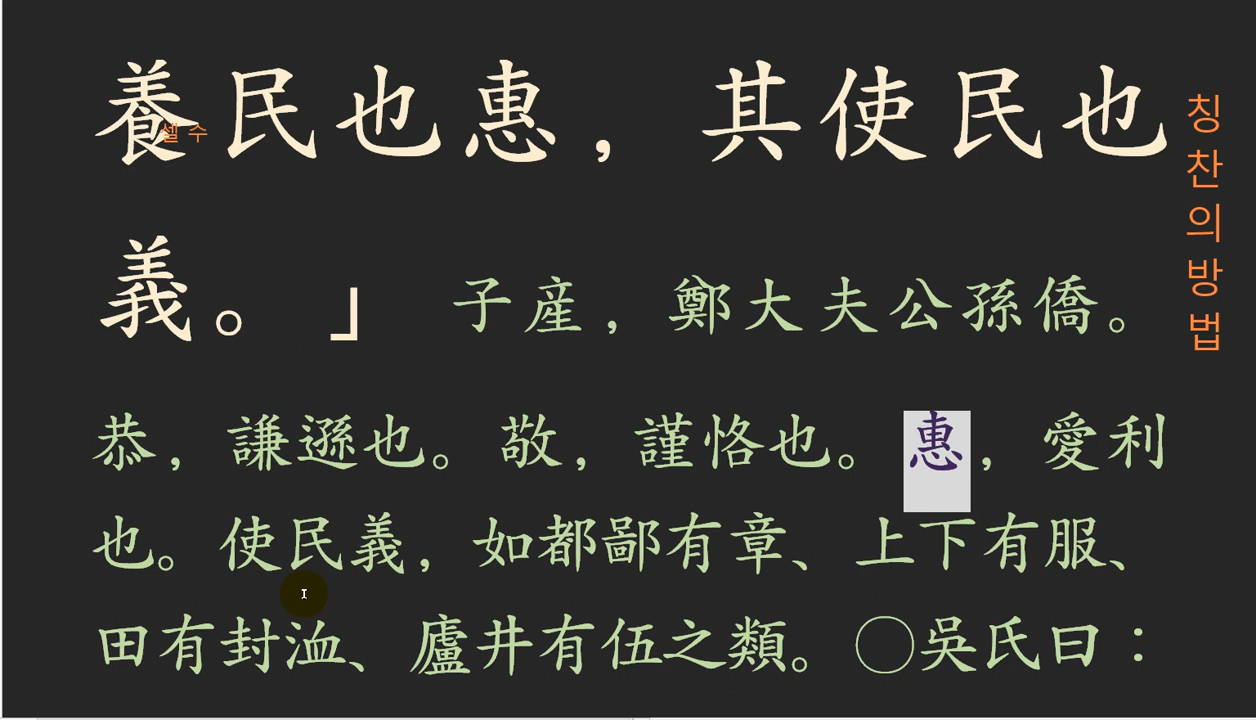 養民也惠，其使民也
셀 수
義。」 子産，鄭大夫公孫僑。
恭，謙遜也。敬，謹恪也。惠，愛利
也。使民義，如都鄙有章、上下有服、
田有封洫、廬井有伍之類。◯吳氏曰：
칭찬의방법